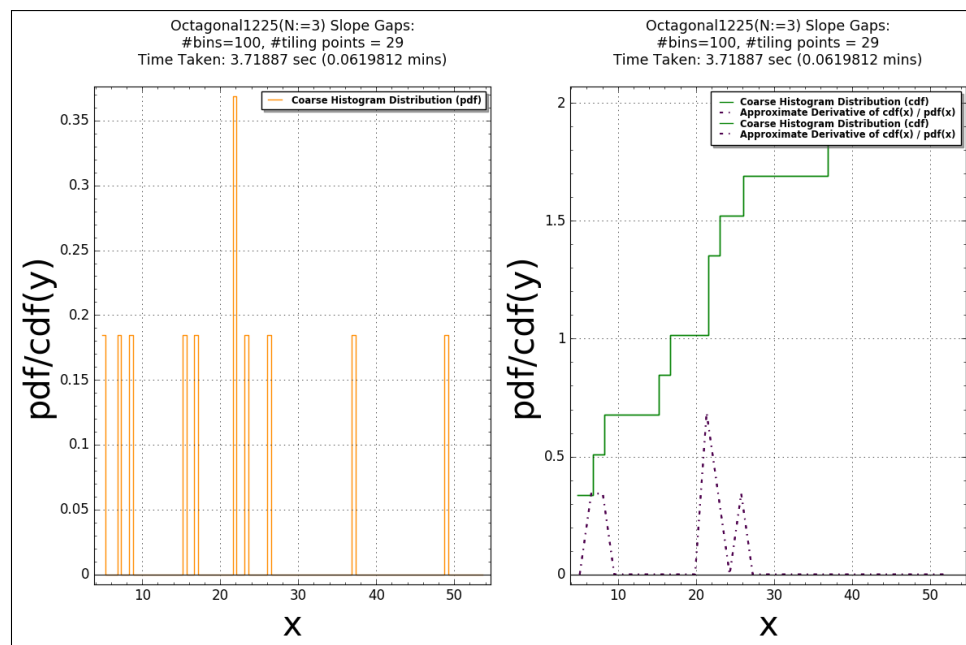 Octagonal1225(N:=3) Slope Gaps:
#bins=100, #tiling points = 29
Time Taken: 3.71887 sec (0.0619812 mins)
Coarse Histogram Distribution (pdf)
pdf/cdf(y)
0.35
0.3
0.25
0.2
0.15
0.1
0.05
0
10
20
30
40
50
x
Octagonal1225(N:=3) Slope Gaps:
#bins=100, #tiling points = 29
Time Taken: 3.71887 sec (0.0619812 mins)
Coarse Histogram Distribution (cdf)
Approximate Derivative of cdf(x) / pdf(x)
Coarse Histogram Distribution (cdf)
Approximate Derivative of cdf(x) / pdf(x)
pdf/cdf(y)
2
1.5
1
0.5
0
10
20
30
40
50
x